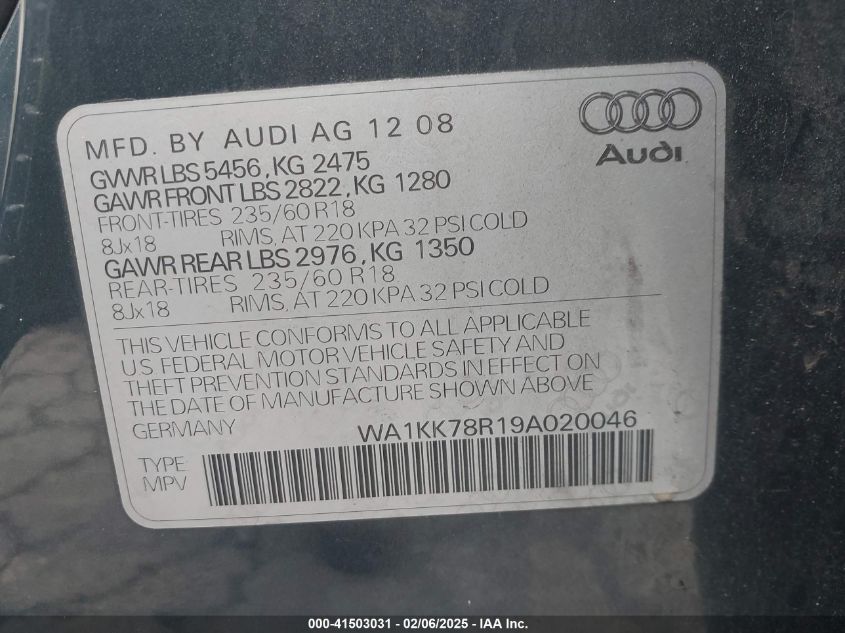 MFD. BY AUDI AG 12 08
Audi
GVWR LBS 5456, KG 2475
GAWR FRONT LBS 2822, KG 1280
FRONT-TIRES 235/60 R18
8Jx18 RIMS, AT 220 KPA 32 PSI COLD
GAWR REAR LBS 2976, KG 1350
REAR-TIRES 235/60 R18
8Jx18 RIMS, AT 220 KPA 32 PSI COLD
THIS VEHICLE CONFORMS TO ALL APPLICABLE
US FEDERAL MOTOR VEHICLE SAFETY AND
THEFT PREVENTION STANDARDS IN EFFECT ON
THE DATE OF MANUFACTURE SHOWN ABOVE
GERMANY WA1KK78R19A020046
TYPE
MPV
000-41503031 - 02/06/2025 - IAA Inc.